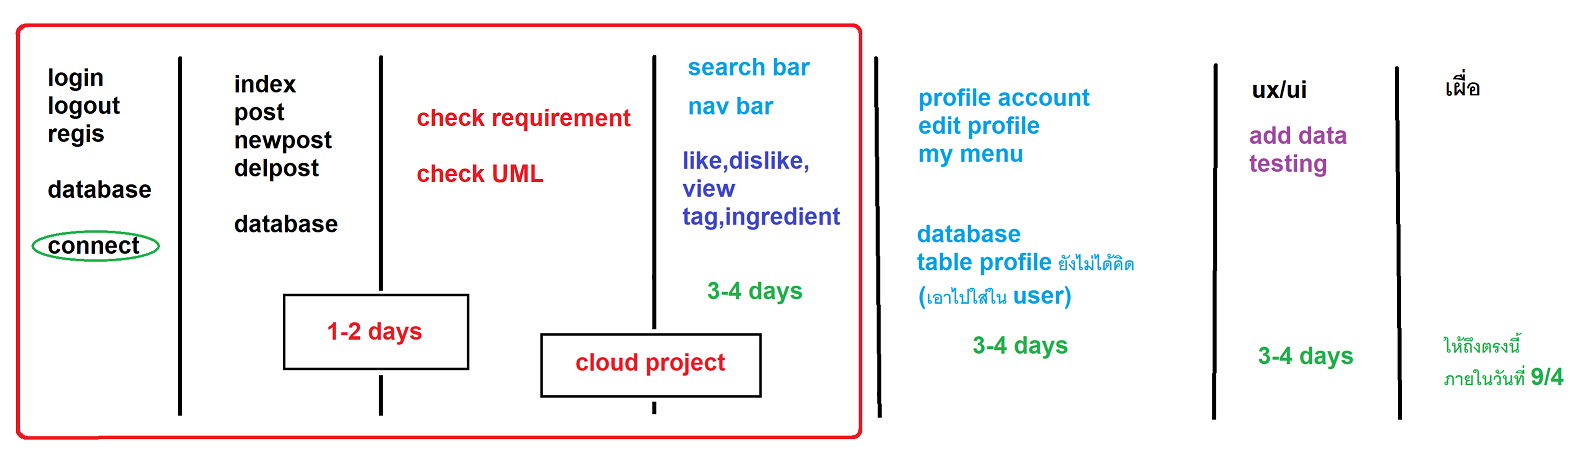 login
logout
regis
database
connect
index
post
newpost
delpost
database
1-2 days
check requirement
check UML
cloud project
search bar
nav bar
like,dislike,
view
tag,ingredient
3-4 days
profile account
edit profile
my menu
database
table profile ยังไม่ได้คิด
(เอาไปใส่ใน user)
3-4 days
ux/ui
add data
testing
3-4 days
เผื่อ
ให้ถึงตรงนี้
ภายในวันที่ 9/4